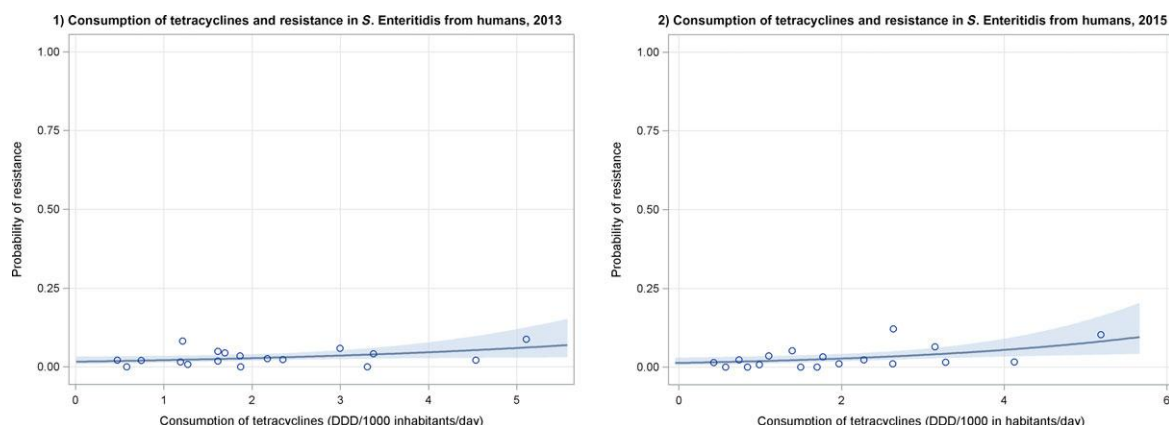 1) Consumption of tetracyclines and resistance in S. Enteritidis from humans, 2013
1.00
0.75
0.50
0.25
0.00
Probability of resistance
0 1 2 3 4 5
Consumption of tetracyclines (DDD/1000 inhabitants/day)
2) Consumption of tetracyclines and resistance in S. Enteritidis from humans, 2015
1.00
0.75
0.50
0.25
0.00
Probability of resistance
0 2 4 6
Consumption of tetracyclines (DDD/1000 in habitants/day)